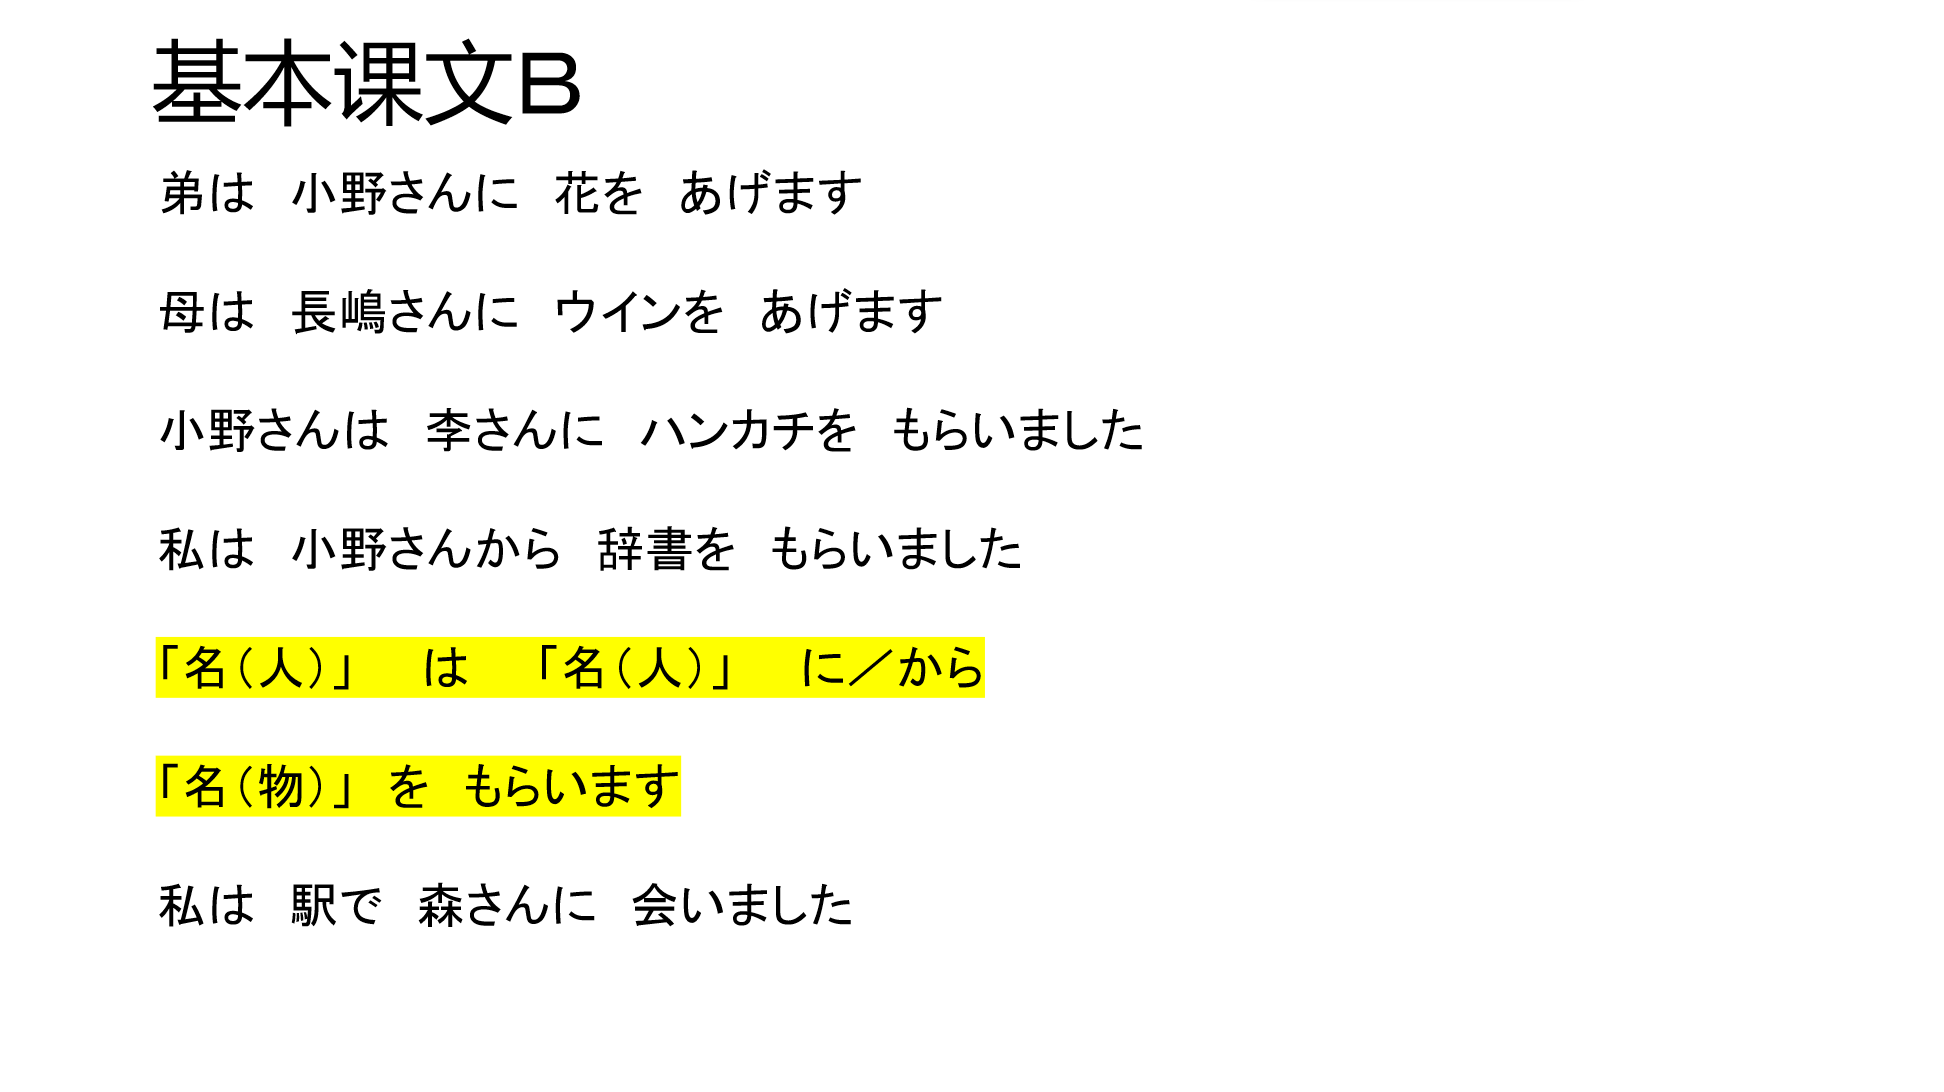 基本课文B
弟は　小野さんに　花を　あげます
母は　長嶋さんに　ウインを　あげます
小野さんは　李さんに　ハンカチを　もらいました
私は　小野さんから　辞書を　もらいました
「名（人）」　は　「名（人）」　に／から
「名（物）」　を　もらいます
私は　駅で　森さんに　会いました